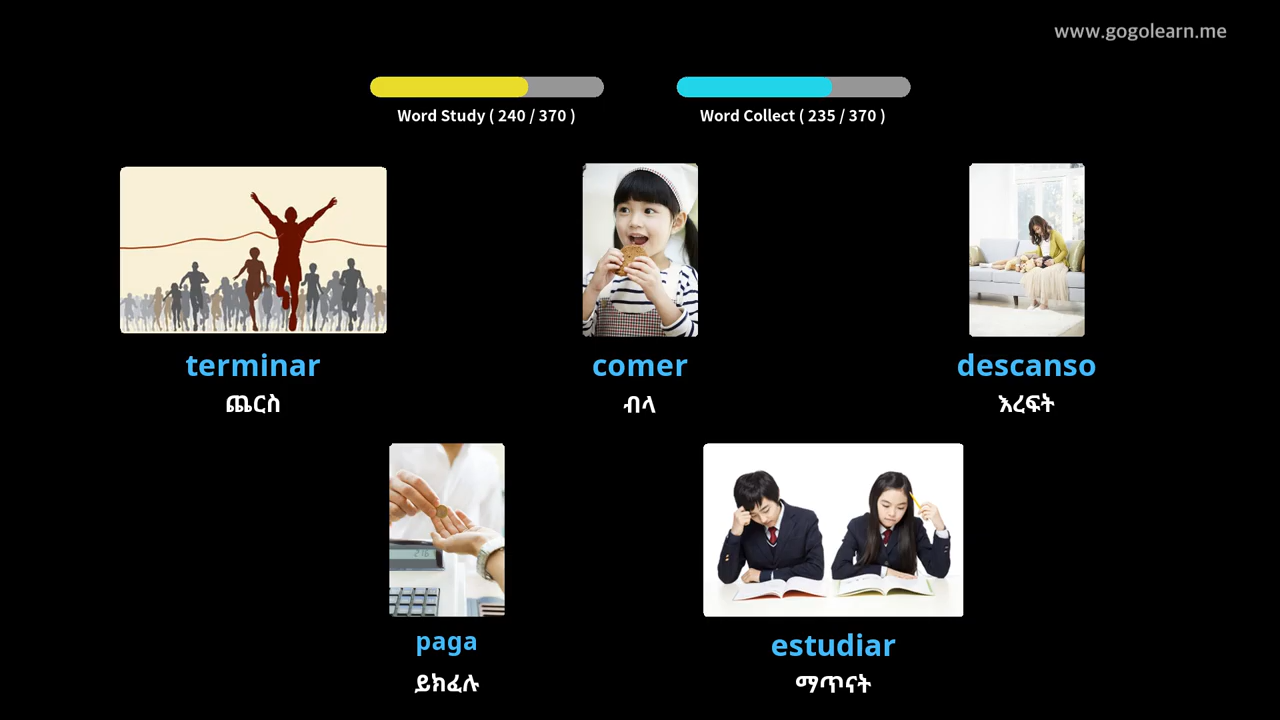 www.gogolearn.me
Word Study ( 240 / 370 )
Word Collect ( 235 / 370 )
terminar
ጨርስ
comer
ብላ
descanso
እረፍት
paga
ይክፈሉ
estudiar
ማጥናት